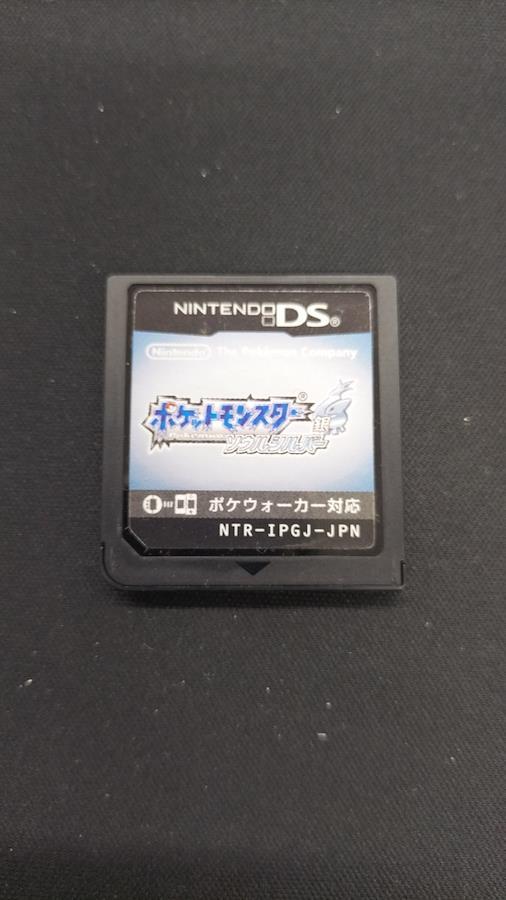 NINTENDO DS®
Nintendo The Pokémon Company
ポケットモンスター®
Pokémon
銀
ソウルシルバー
ポケウォーカー対応
NTR-IPGJ-JPN